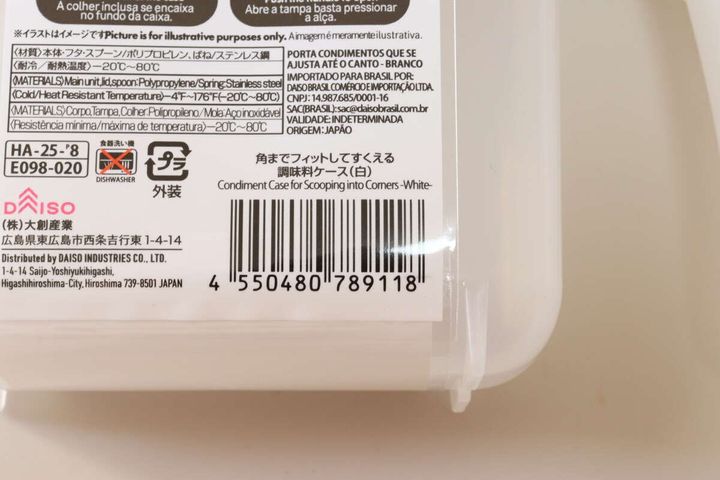 A colher inclusa se encaixa
no fundo da caixa.
Abre a tampa basta pressionar
a alça.
※イラストはイメージです Picture is for illustrative purposes only. A imagem é meramente ilustrativa.
〈材質〉本体・フタ・スプーン/ポリプロピレン、ばね/ステンレス鋼
〈耐冷/耐熱温度〉−20℃〜80℃
〈MATERIALS〉Main unit, lid, spoon: Polypropylene/Spring: Stainless steel
〈Cold/Heat Resistant Temperature〉−4℉~176℉(−20℃~80℃)
〈MATERIALS〉Corpo, Tampa, Colher: Polipropileno/Mola: Aço inoxidável
〈Resistência mínima/máxima de temperatura〉−20℃~80℃
PORTA CONDIMENTOS QUE SE
AJUSTA ATÉ O CANTO - BRANCO
IMPORTADO PARA BRASIL POR:
DAISO BRASIL COMÉRCIO E IMPORTAÇÃO LTDA.
CNPJ: 14.987.685/0001-16
SAC(BRASIL): sac@daisobrasil.com.br
VALIDADE: INDETERMINADA
ORIGEM: JAPÃO
HA-25-'8
E098-020
食器洗い機
DISHWASHER
プラ
外装
角までフィットしてすくえる
調味料ケース(白)
Condiment Case for Scooping into Corners -White-
DAISO
(株)大創産業
広島県東広島市西条吉行東1-4-14
Distributed by DAISO INDUSTRIES CO., LTD.
1-4-14 Saijo-Yoshiyukihigashi,
Higashihiroshima-City, Hiroshima 739-8501 JAPAN
4 550480 789118